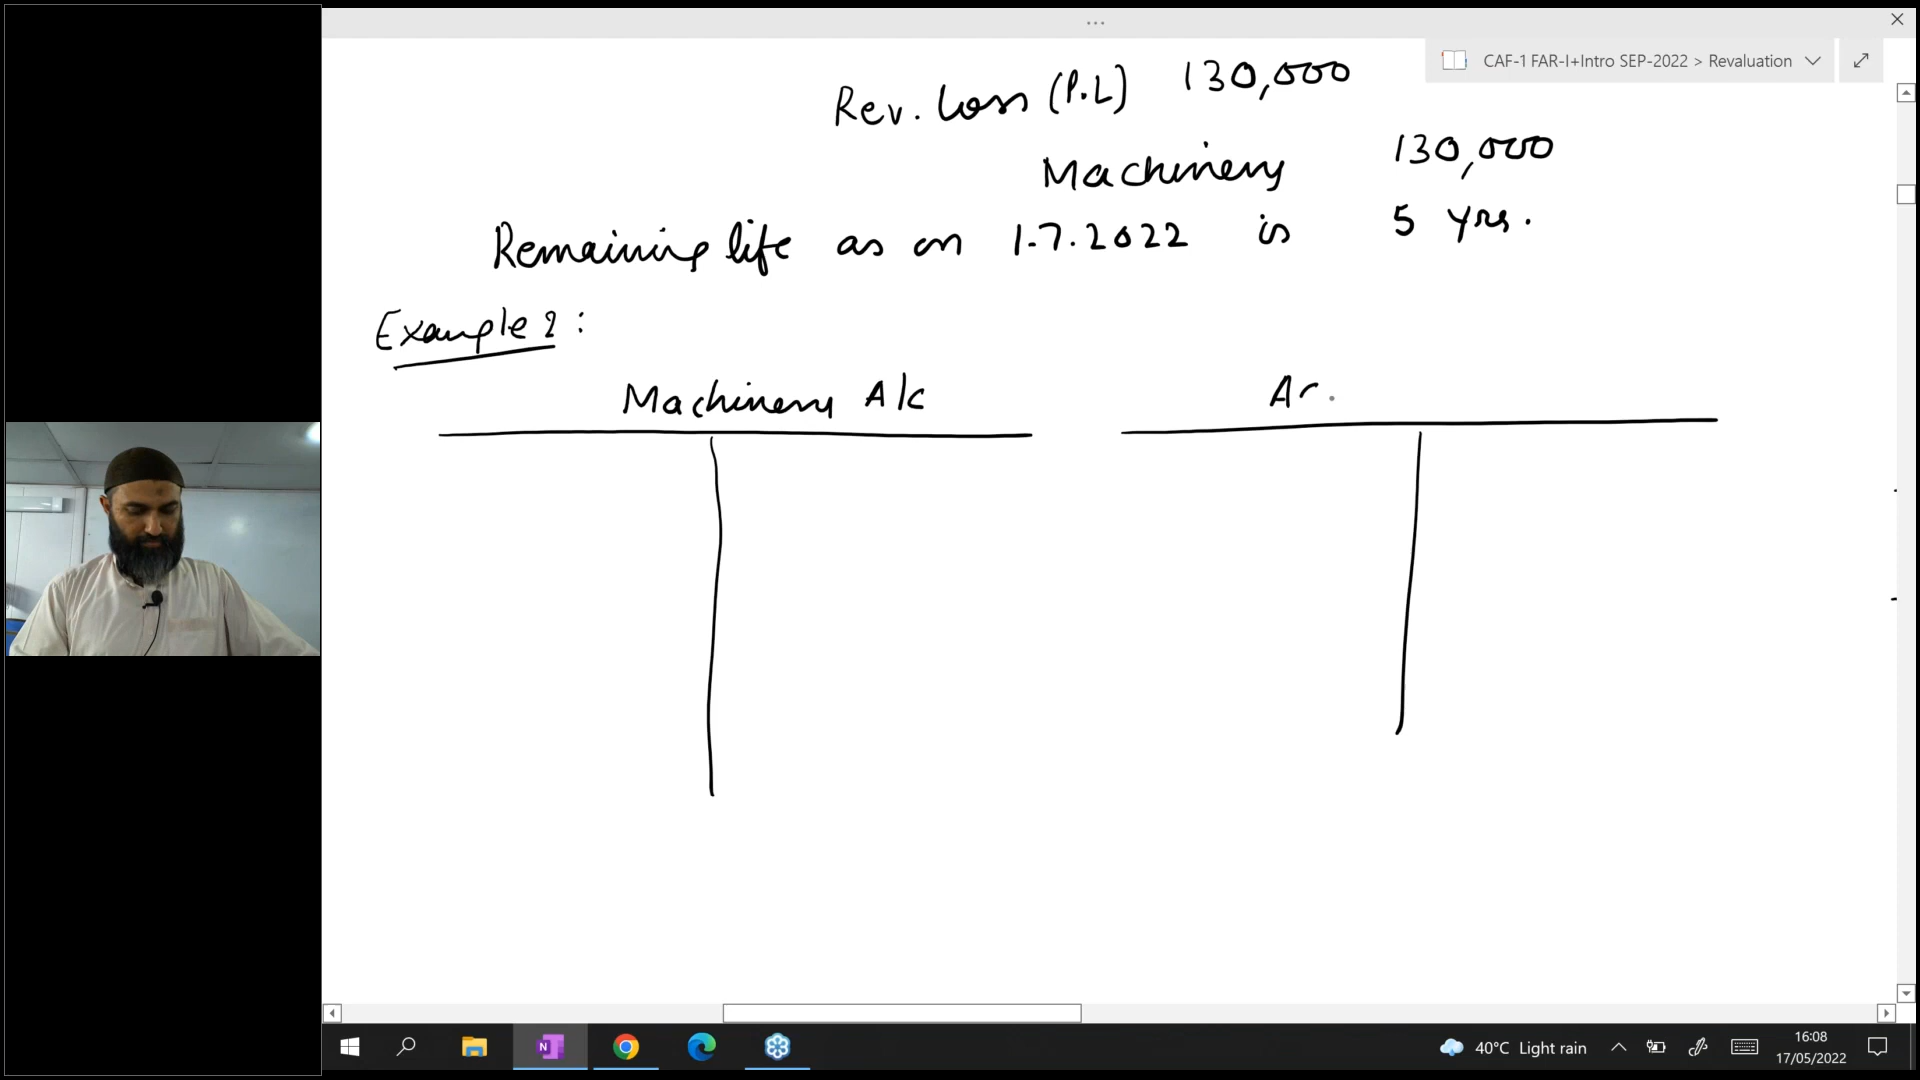 CAF-1 FAR-I+Intro SEP-2022 > Revaluation
Rev. Loss (P.L) 130,000
Machinery 130,000
Remaining life as on 1.7.2022 is 5 yrs.
Example 2 :
Machinery A/c
Ac
N
40°C Light rain
16:08
17/05/2022